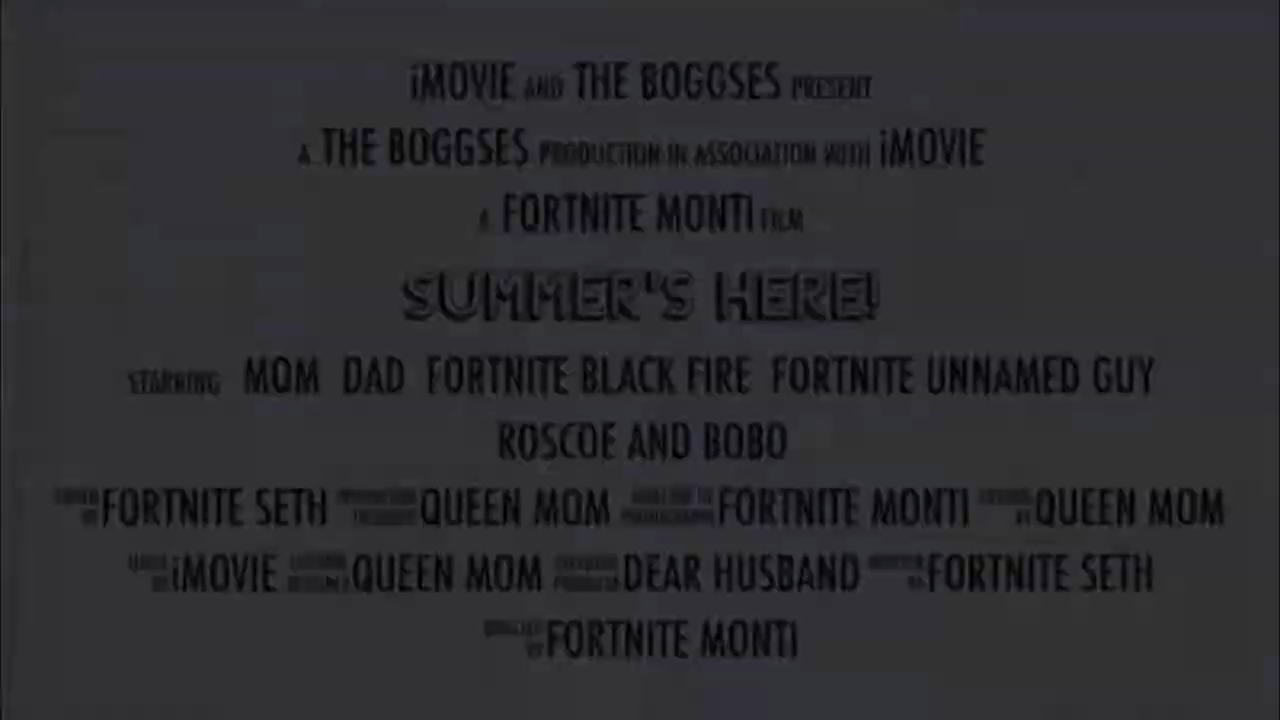 iMOVIE AND THE BOGGSES PRESENT
A THE BOGGSES PRODUCTION IN ASSOCIATION WITH iMOVIE
A FORTNITE MONTI FILM
SUMMER'S HERE!
STARRING MOM DAD FORTNITE BLACK FIRE FORTNITE UNNAMED GUY
ROSCOE AND BOBO
FORTNITE SETH QUEEN MOM FORTNITE MONTI QUEEN MOM
iMOVIE QUEEN MOM DEAR HUSBAND FORTNITE SETH
FORTNITE MONTI